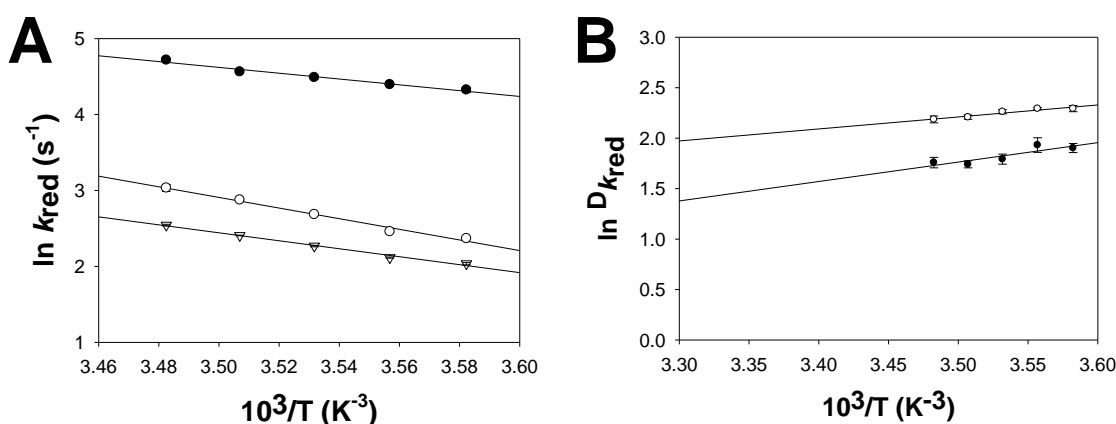 A
5
4
3
2
1
ln kred (s⁻¹)
3.46 3.48 3.50 3.52 3.54 3.56 3.58 3.60
10³/T (K⁻³)
B
3.0
2.5
2.0
1.5
1.0
0.5
0.0
ln ᴰkred
3.30 3.35 3.40 3.45 3.50 3.55 3.60
10³/T (K⁻³)